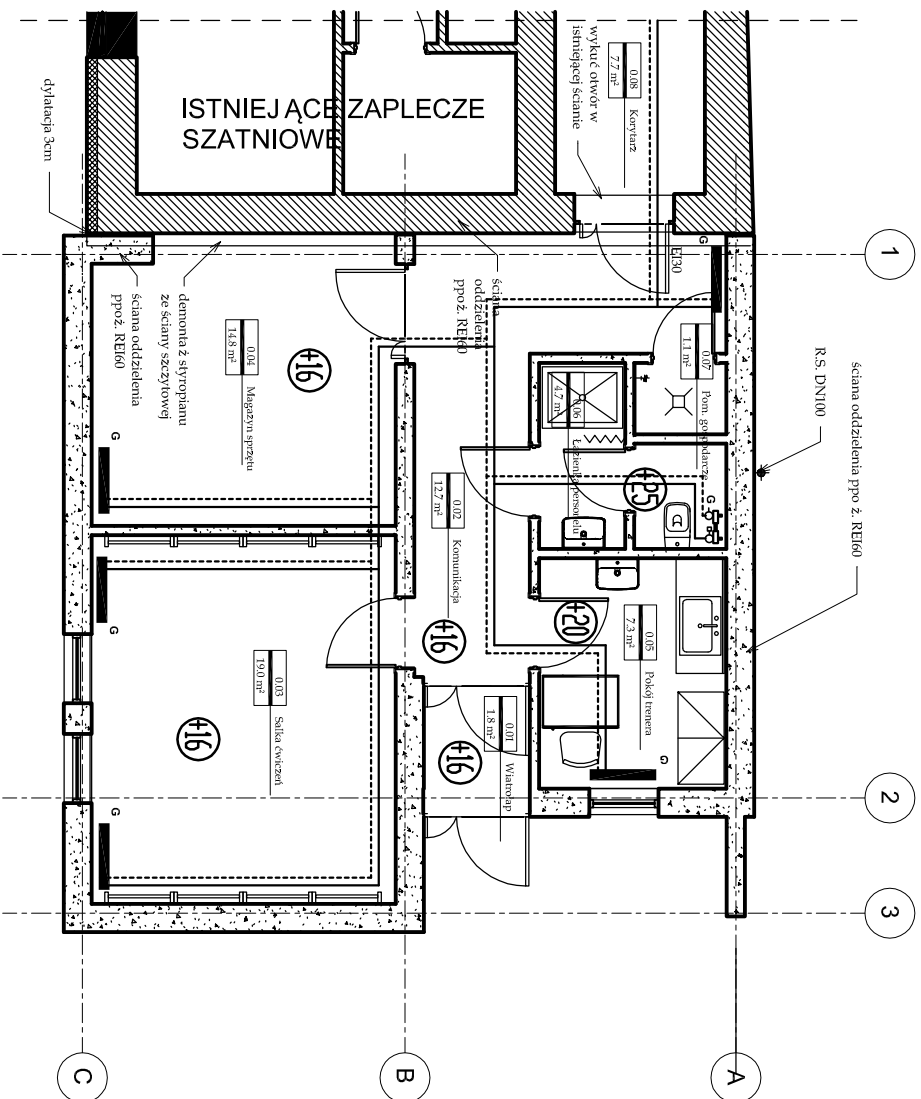 ISTNIEJĄCE ZAPLECZE
SZATNIOWE
wykuć otwór w
istniejącej ścianie
0.08
7.7 m²
Korytarz
dylatacja 3cm
ściana oddzielenia
ppoż. REI60
demontaż styropianu
ze ściany szczytowej
ściana
oddzielenia
ppoż. REI60
EI30
G
1
R.S. DN100
ściana oddzielenia ppoż. REI60
0.07
1.1 m²
Pom. gospodarcze
0.06
4.7 m²
Łazienka personelu
+25
G
0.04
14.8 m²
Magazyn sprzętu
+16
G
0.02
12.7 m²
Komunikacja
+16
0.05
7.3 m²
Pokój trenera
+20
G
0.03
19.0 m²
Salka ćwiczeń
+16
G
G
0.01
1.8 m²
Wiatrołap
+16
2
3
A
B
C